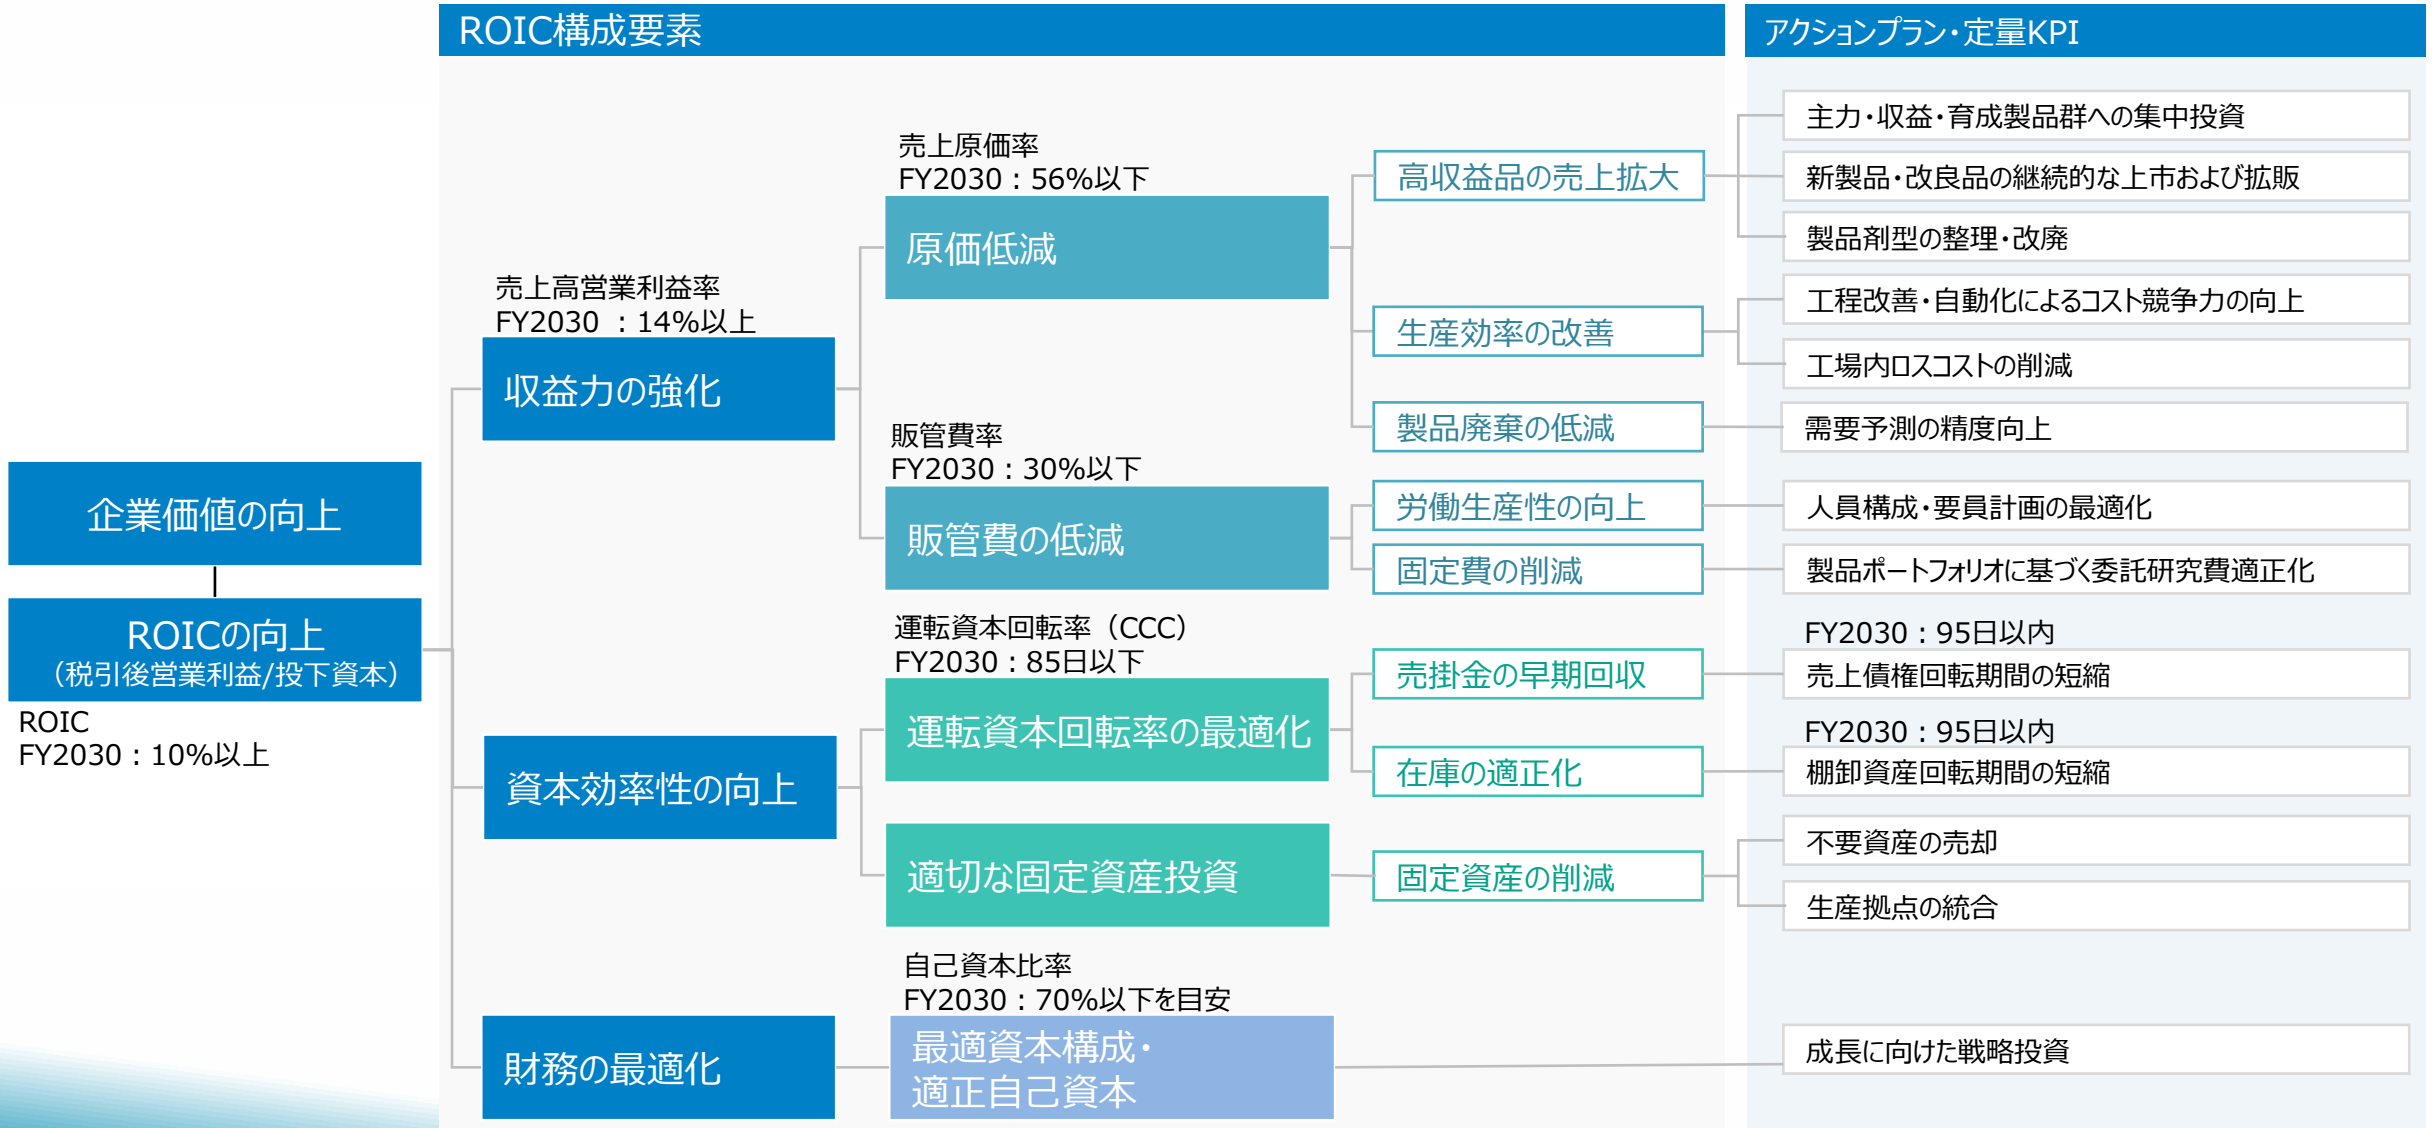 ROIC構成要素
アクションプラン・定量KPI
企業価値の向上
ROICの向上
（税引後営業利益/投下資本）
ROIC
FY2030：10%以上
売上高営業利益率
FY2030 ：14%以上
収益力の強化
資本効率性の向上
財務の最適化
売上原価率
FY2030：56%以下
原価低減
販管費率
FY2030：30%以下
販管費の低減
運転資本回転率（CCC）
FY2030：85日以下
運転資本回転率の最適化
適切な固定資産投資
自己資本比率
FY2030：70%以下を目安
最適資本構成・
適正自己資本
高収益品の売上拡大
生産効率の改善
製品廃棄の低減
労働生産性の向上
固定費の削減
売掛金の早期回収
在庫の適正化
固定資産の削減
主力・収益・育成製品群への集中投資
新製品・改良品の継続的な上市および拡販
製品剤型の整理・改廃
工程改善・自動化によるコスト競争力の向上
工場内ロスコストの削減
需要予測の精度向上
人員構成・要員計画の最適化
製品ポートフォリオに基づく委託研究費適正化
FY2030：95日以内
売上債権回転期間の短縮
FY2030：95日以内
棚卸資産回転期間の短縮
不要資産の売却
生産拠点の統合
成長に向けた戦略投資